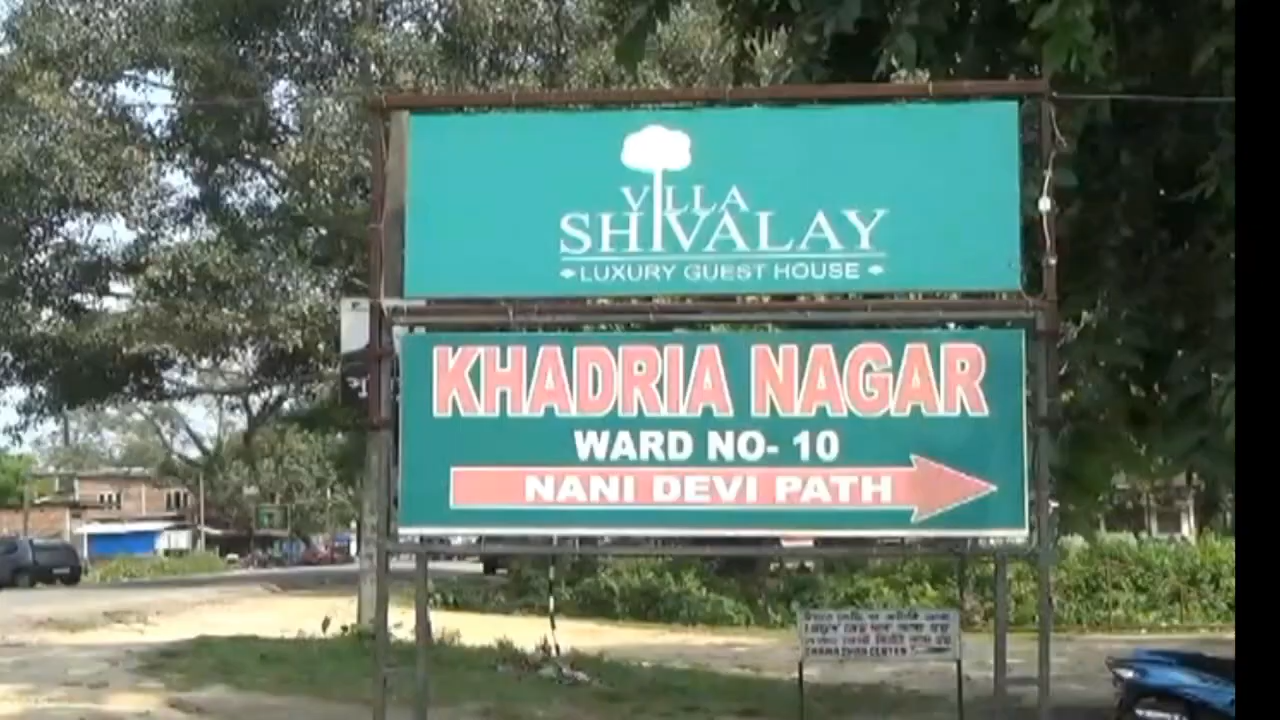 VILLA
SHIVALAY
LUXURY GUEST HOUSE
KHADRIA NAGAR
WARD NO- 10
NANI DEVI PATH